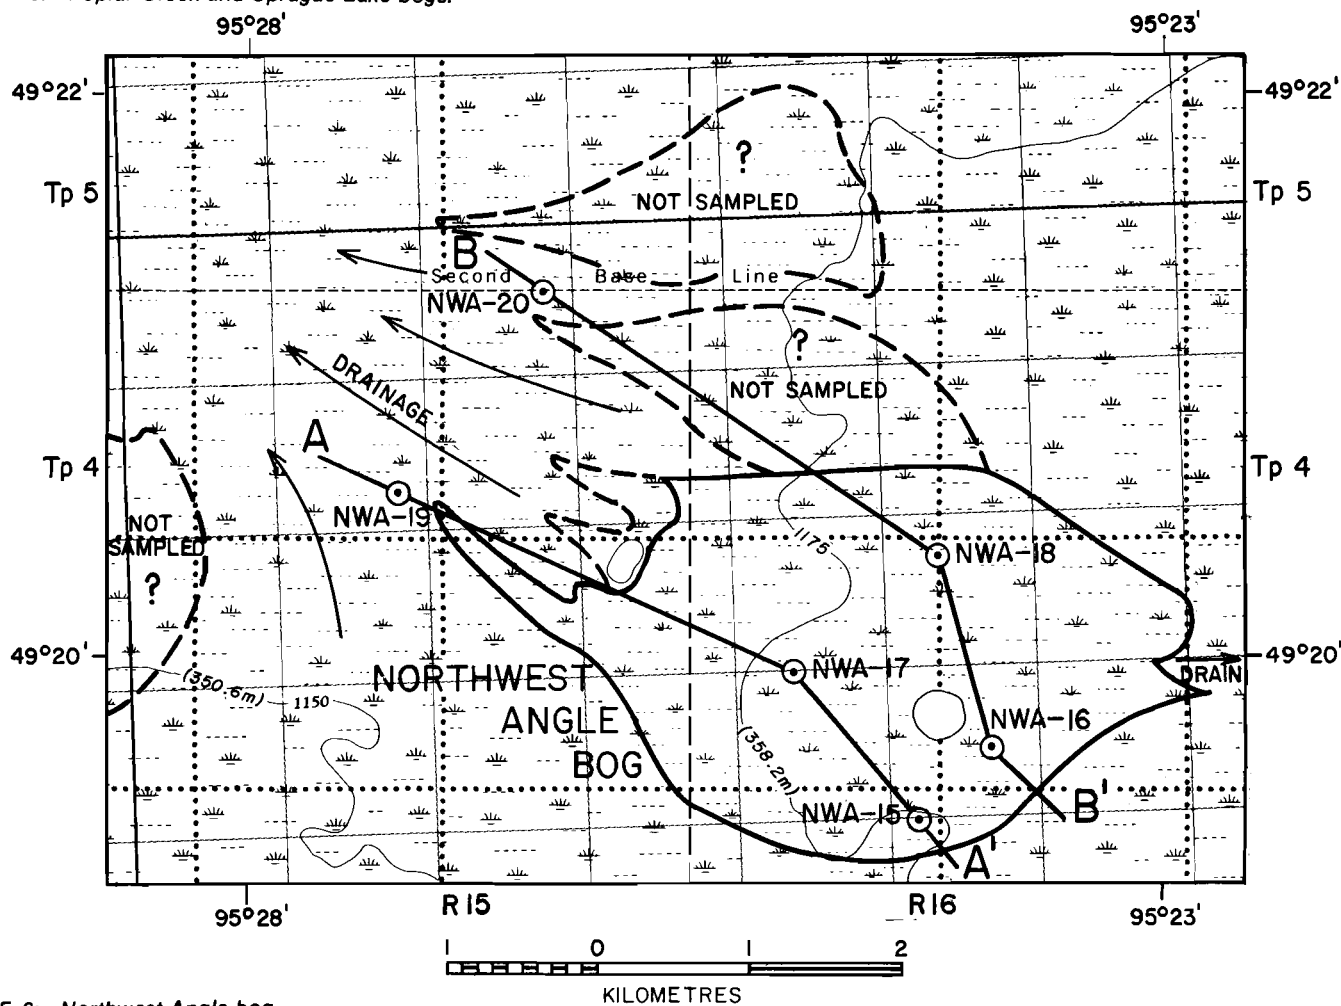 Poplar Creek and Sprague Lake bogs.
95°28' 95°23'
49°22' 49°22'
?
Tp 5 NOT SAMPLED Tp 5
B
Second Base Line
NWA-20
?
DRAINAGE NOT SAMPLED
A
Tp 4 Tp 4
NWA-19
NOT SAMPLED
?
1175
NWA-18
49°20' 49°20'
NWA-17 DRAIN
(350.6m) 1150
NORTHWEST
ANGLE
BOG
NWA-16
(358.2m)
NWA-15 B'
A'
95°28' R 15 R 16 95°23'
1 0 1 2
KILOMETRES
Northwest Angle bog